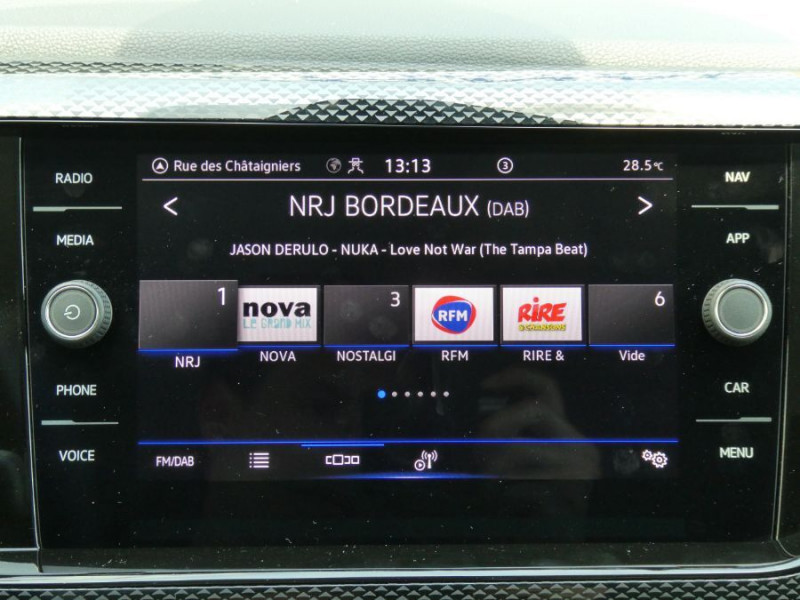 RADIO
MEDIA
PHONE
VOICE
Rue des Châtaigniers 13:13 3 28.5℃
< NRJ BORDEAUX (DAB) >
JASON DERULO - NUKA - Love Not War (The Tampa Beat)
1 nova LE GRAND MIX 3 RFM RIRE & CHANSONS 6
NRJ NOVA NOSTALGI RFM RIRE & Vide
FM/DAB
NAV
APP
CAR
MENU